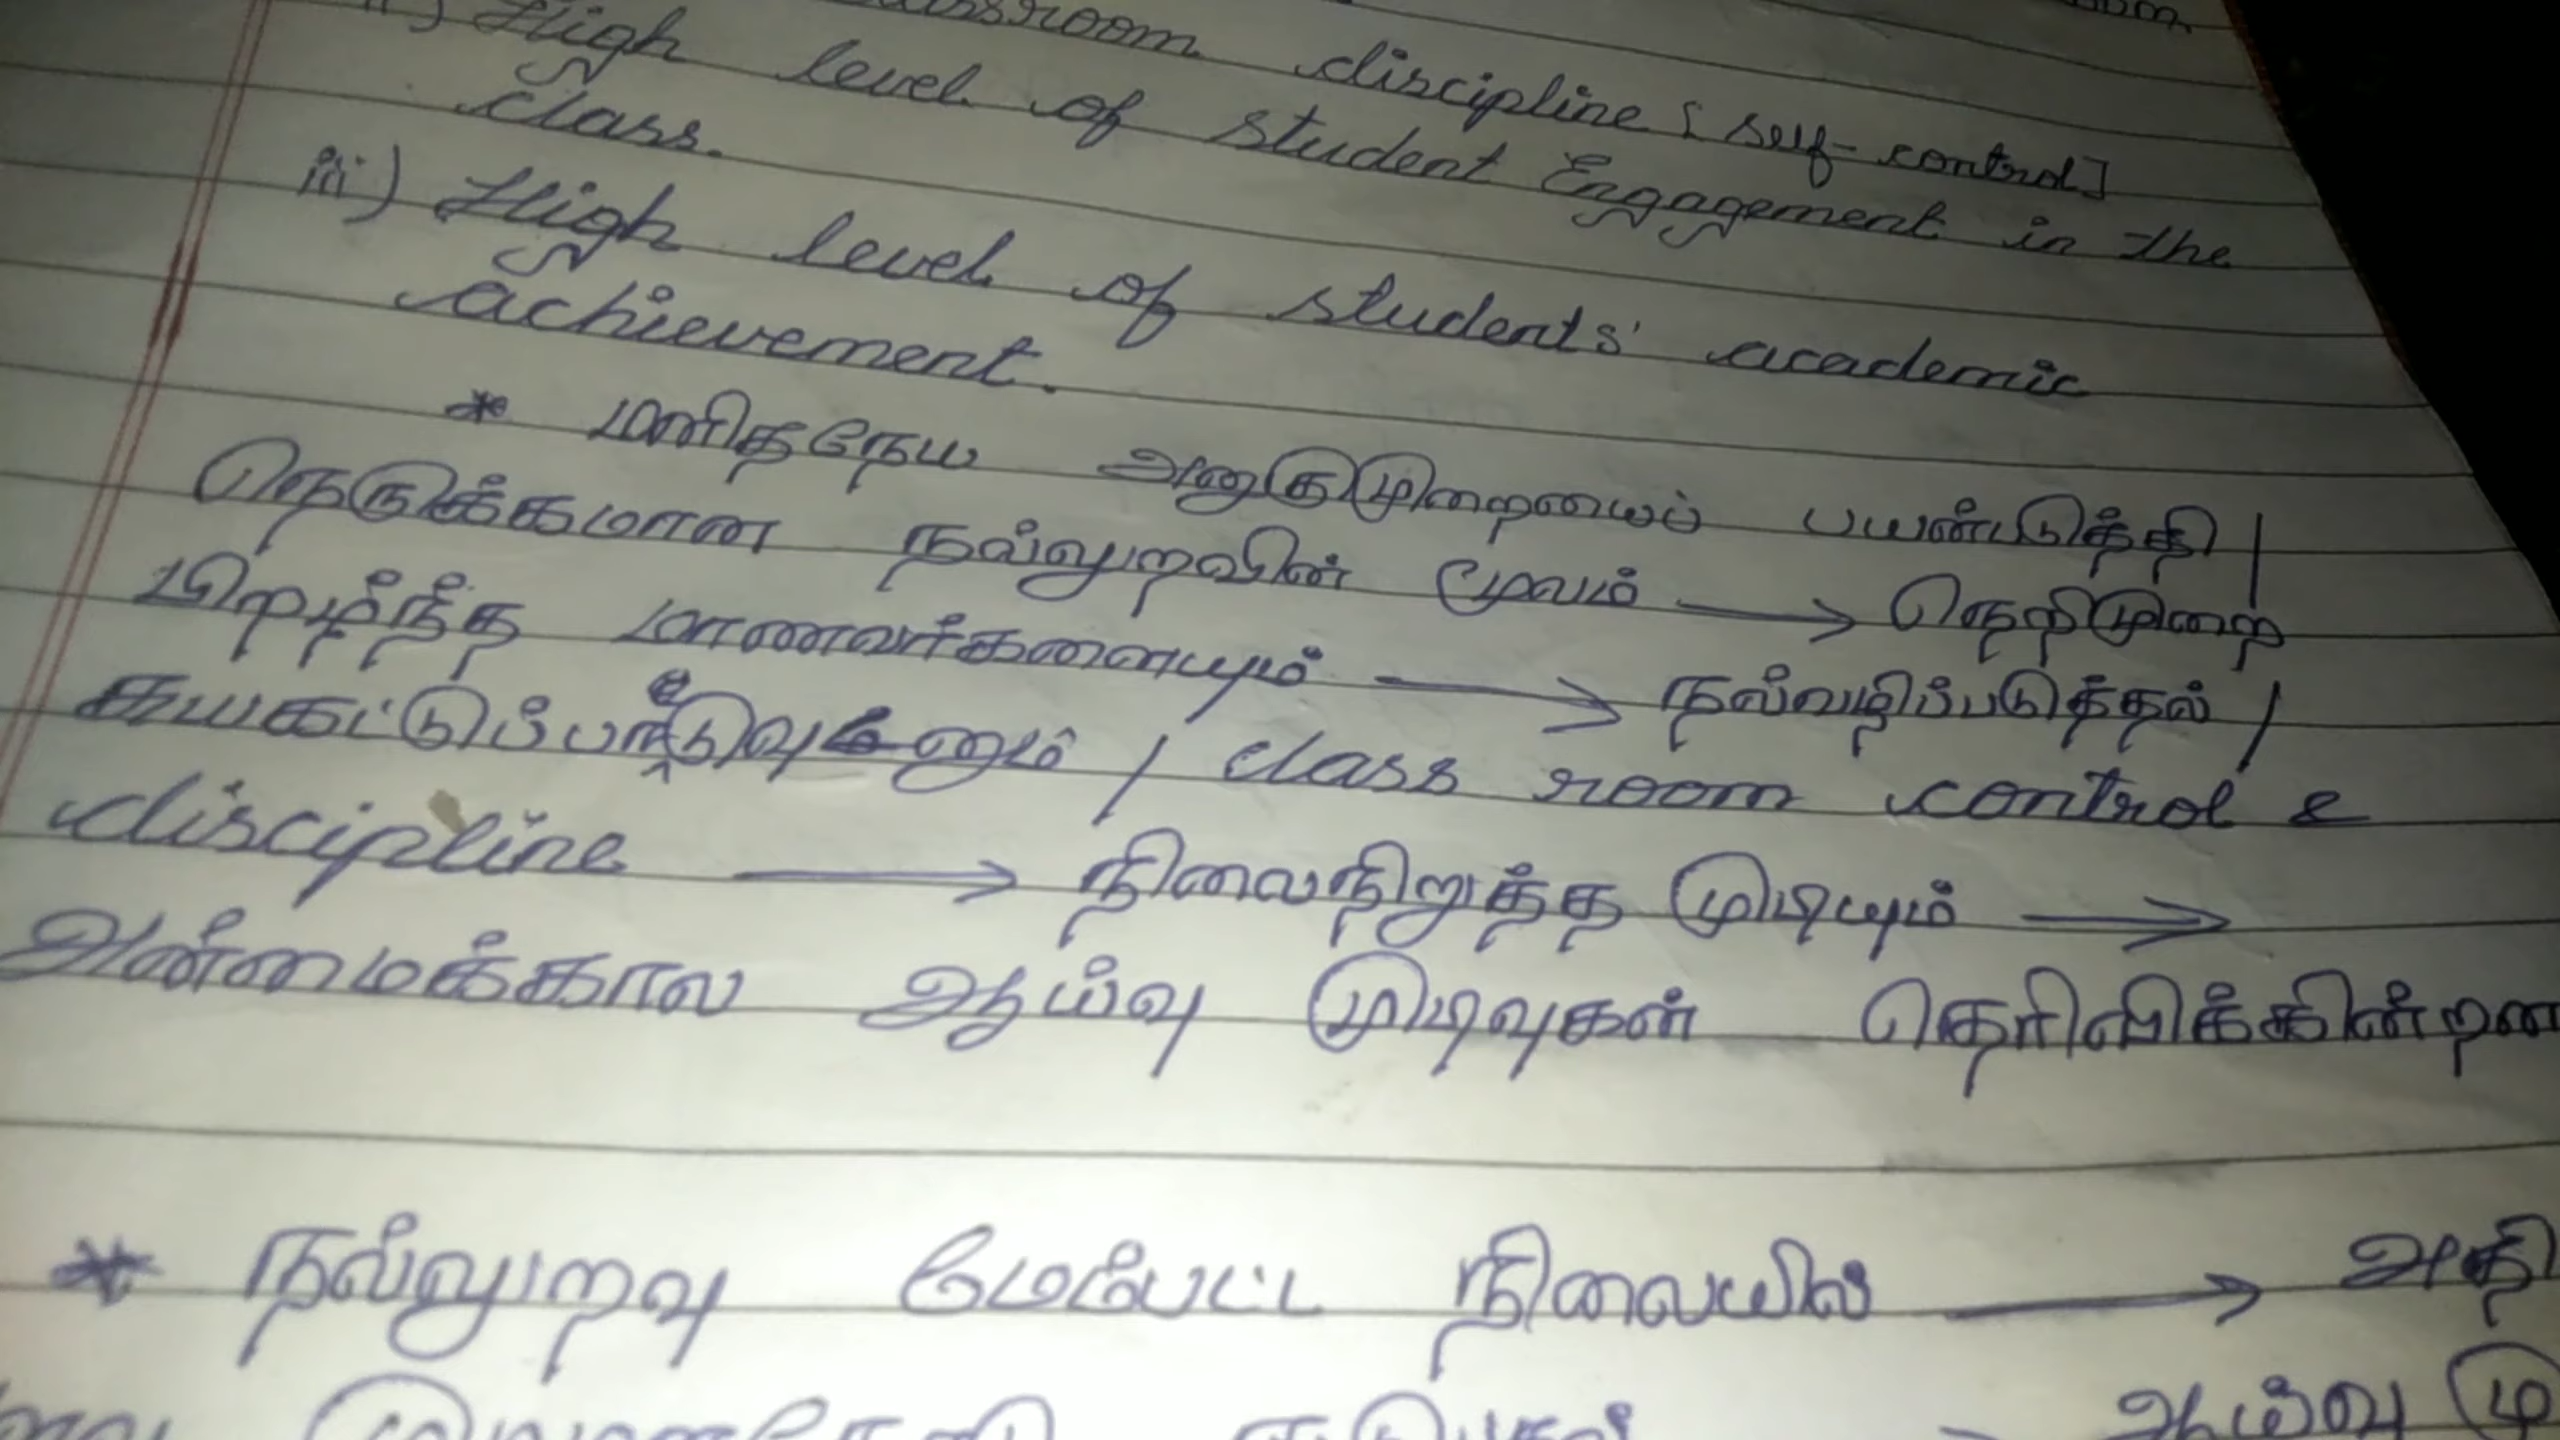 classroom discipline [self-control]
ii) High level of student Engagement in the
class.
iii) High level of students' academic
achievement.
* மனிதநேய அணுகுமுறையைப் பயன்படுத்தி /
நெருக்கமான நல்லுறவின் மூலம் → நெறிமுறை
பிறழ்ந்த மாணவர்களையும் → நல்வழிப்படுத்தல் /
சுயகட்டுப்பாட்டுடனும் / class room control &
discipline → நிலைநிறுத்த முடியும் →
அண்மைக்கால ஆய்வு முடிவுகள் தெரிவிக்கின்றன
* நல்லுறவு மேம்பட்ட நிலையில் → அதி
ஆய்வு மு